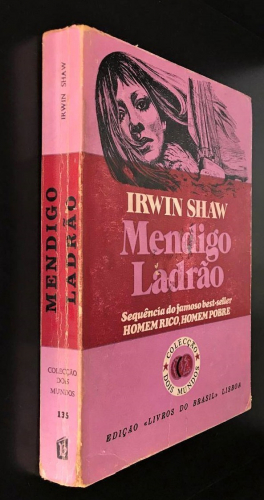 IRWIN SHAW
Mendigo
Ladrão
Sequência do famoso best-seller
HOMEM RICO, HOMEM POBRE
COLECÇÃO
DOIS MUNDOS
EDIÇÃO «LIVROS DO BRASIL» LISBOA
IRWIN SHAW
MENDIGO
LADRÃO
COLECÇÃO
DOIS
MUNDOS
135